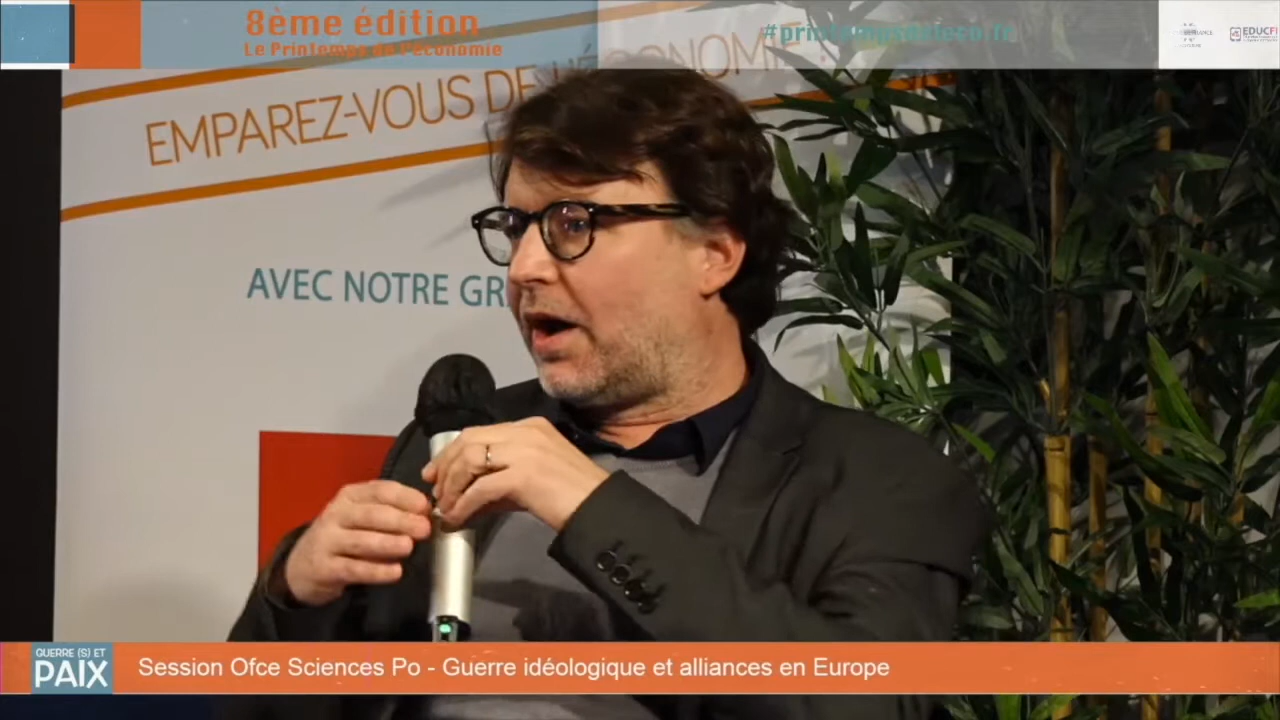 8ème édition
Le Printemps de l'économie
#printempsdeleco.fr
EDUCFI
EMPAREZ-VOUS DE L'ÉCONOMIE !
AVEC NOTRE GR
GUERRE (S) ET
PAIX
Session Ofce Sciences Po - Guerre idéologique et alliances en Europe